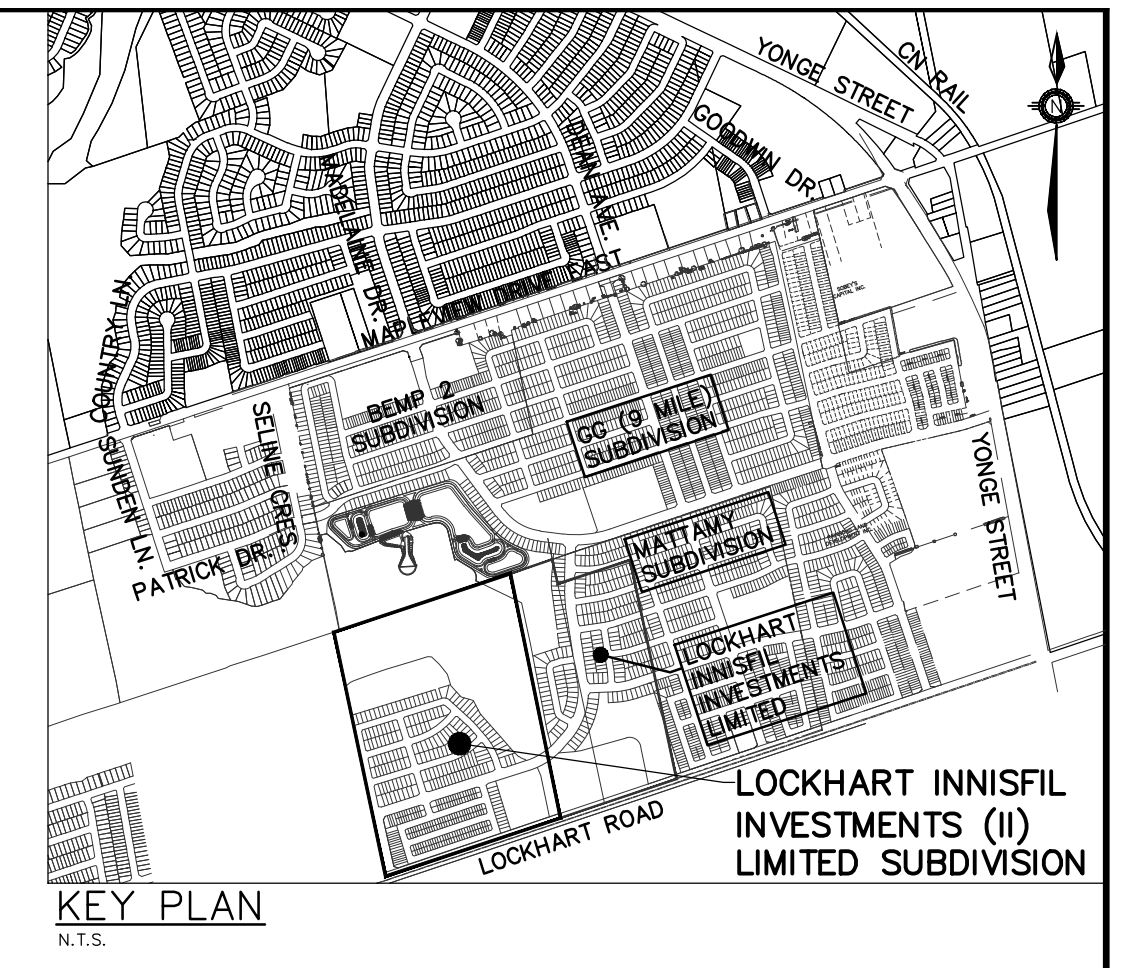 YONGE STREET
CN RAIL
N
GOODWIN DR.
DEAN AVE.
MADELAINE DR.
MAPLEVIEW DRIVE EAST
COUNTRY LN
SUNDEN LN.
SELINE CRES.
PATRICK DR.
BEMP 2
SUBDIVISION
SOBEY'S
CAPITAL INC.
GG (9 MILE)
SUBDIVISION
YONGE STREET
MATTAMY
SUBDIVISION
LOCKHART
INNISFIL
INVESTMENTS
LIMITED
LOCKHART ROAD
LOCKHART INNISFIL
INVESTMENTS (II)
LIMITED SUBDIVISION
KEY PLAN
N.T.S.